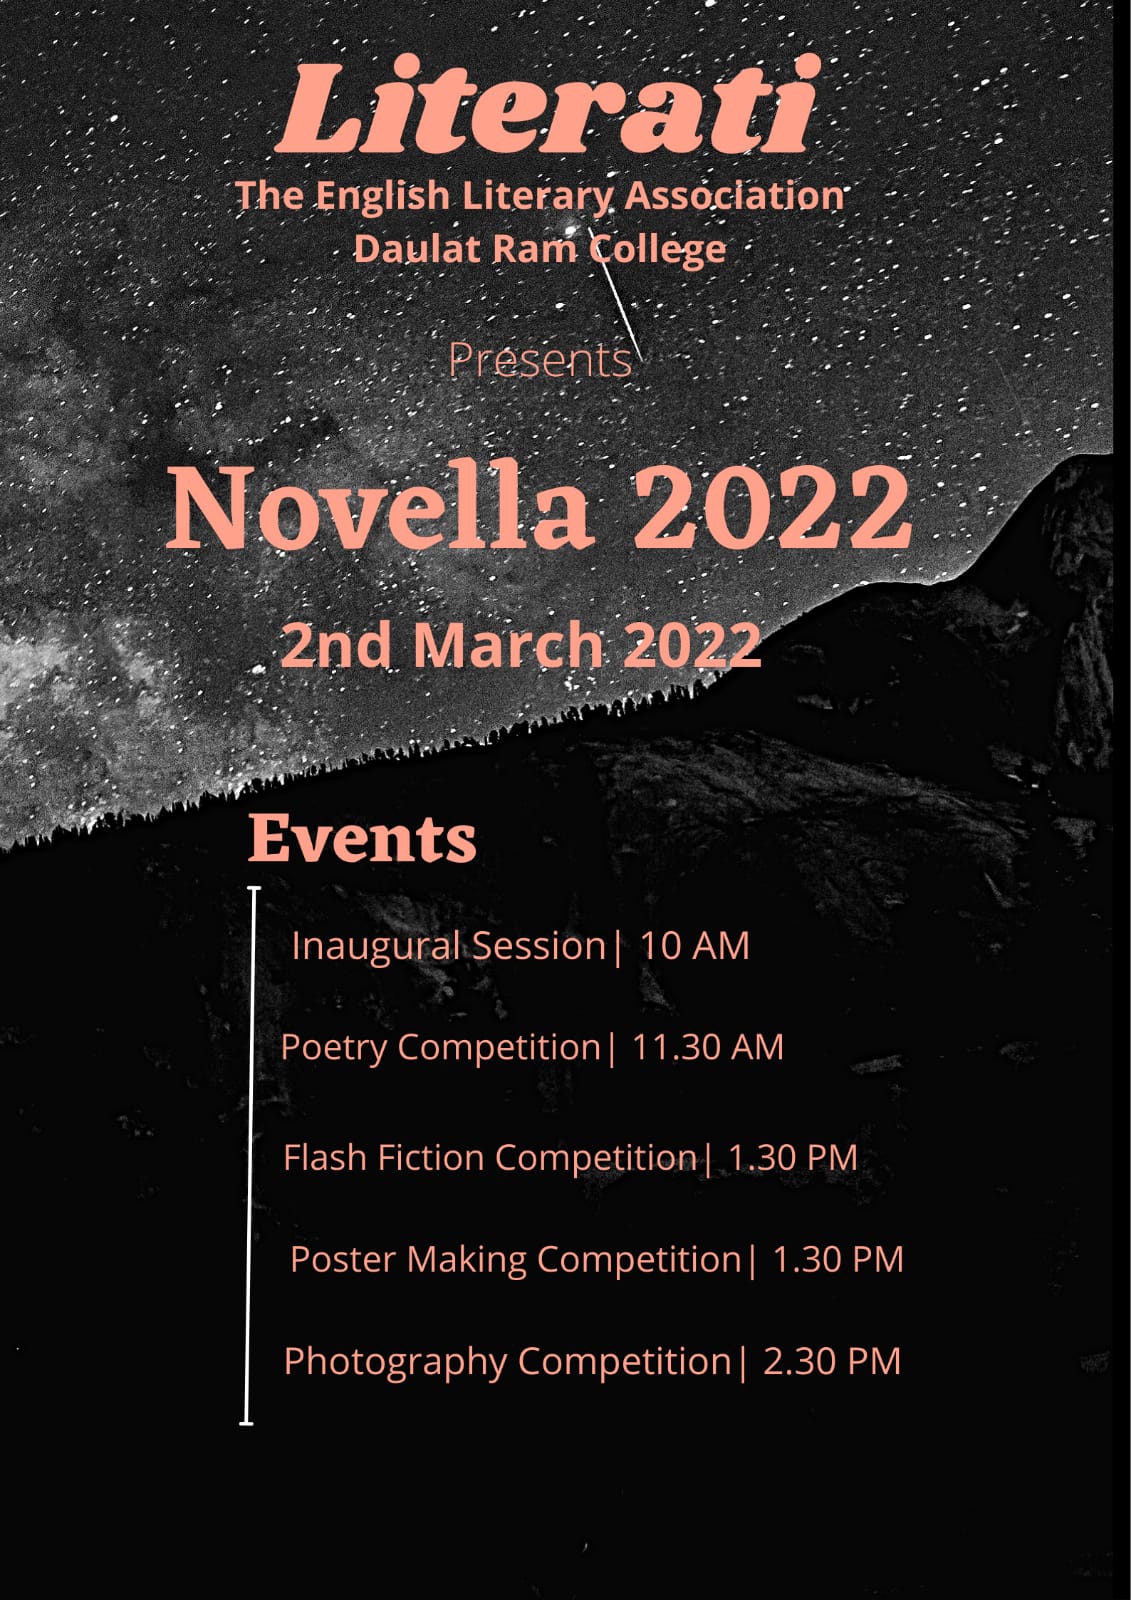 Literati
The English Literary Association
Daulat Ram College
Presents
Novella 2022
2nd March 2022
Events
Inaugural Session| 10 AM
Poetry Competition| 11.30 AM
Flash Fiction Competition| 1.30 PM
Poster Making Competition| 1.30 PM
Photography Competition| 2.30 PM